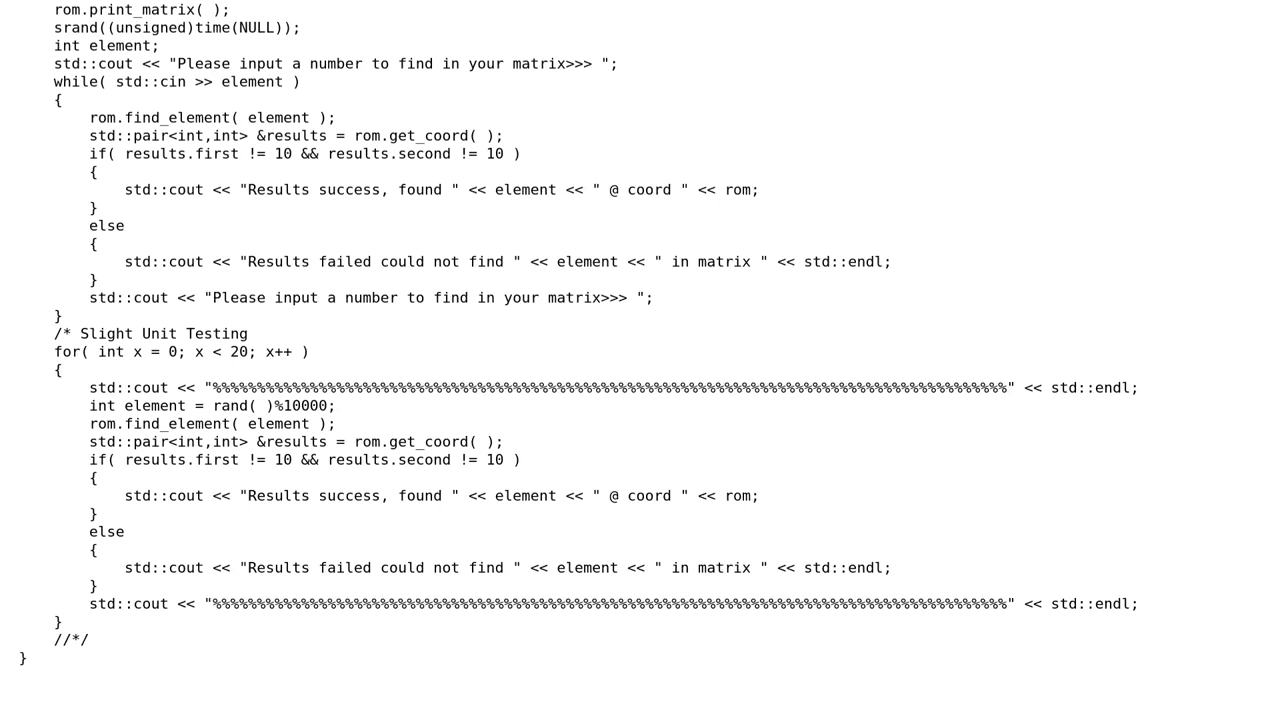 rom.print_matrix( );
    srand((unsigned)time(NULL));
    int element;
    std::cout << "Please input a number to find in your matrix>>> ";
    while( std::cin >> element )
    {
        rom.find_element( element );
        std::pair<int,int> &results = rom.get_coord( );
        if( results.first != 10 && results.second != 10 )
        {
            std::cout << "Results success, found " << element << " @ coord " << rom;
        }
        else
        {
            std::cout << "Results failed could not find " << element << " in matrix " << std::endl;
        }
        std::cout << "Please input a number to find in your matrix>>> ";
    }
    /* Slight Unit Testing
    for( int x = 0; x < 20; x++ )
    {
        std::cout << "%%%%%%%%%%%%%%%%%%%%%%%%%%%%%%%%%%%%%%%%%%%%%%%%%%%%%%%%%%%%%%%%%%%%%%%%%%%%%%%%%%%%%%%%%%" << std::endl;
        int element = rand( )%10000;
        rom.find_element( element );
        std::pair<int,int> &results = rom.get_coord( );
        if( results.first != 10 && results.second != 10 )
        {
            std::cout << "Results success, found " << element << " @ coord " << rom;
        }
        else
        {
            std::cout << "Results failed could not find " << element << " in matrix " << std::endl;
        }
        std::cout << "%%%%%%%%%%%%%%%%%%%%%%%%%%%%%%%%%%%%%%%%%%%%%%%%%%%%%%%%%%%%%%%%%%%%%%%%%%%%%%%%%%%%%%%%%%" << std::endl;
    }
    //*/
}